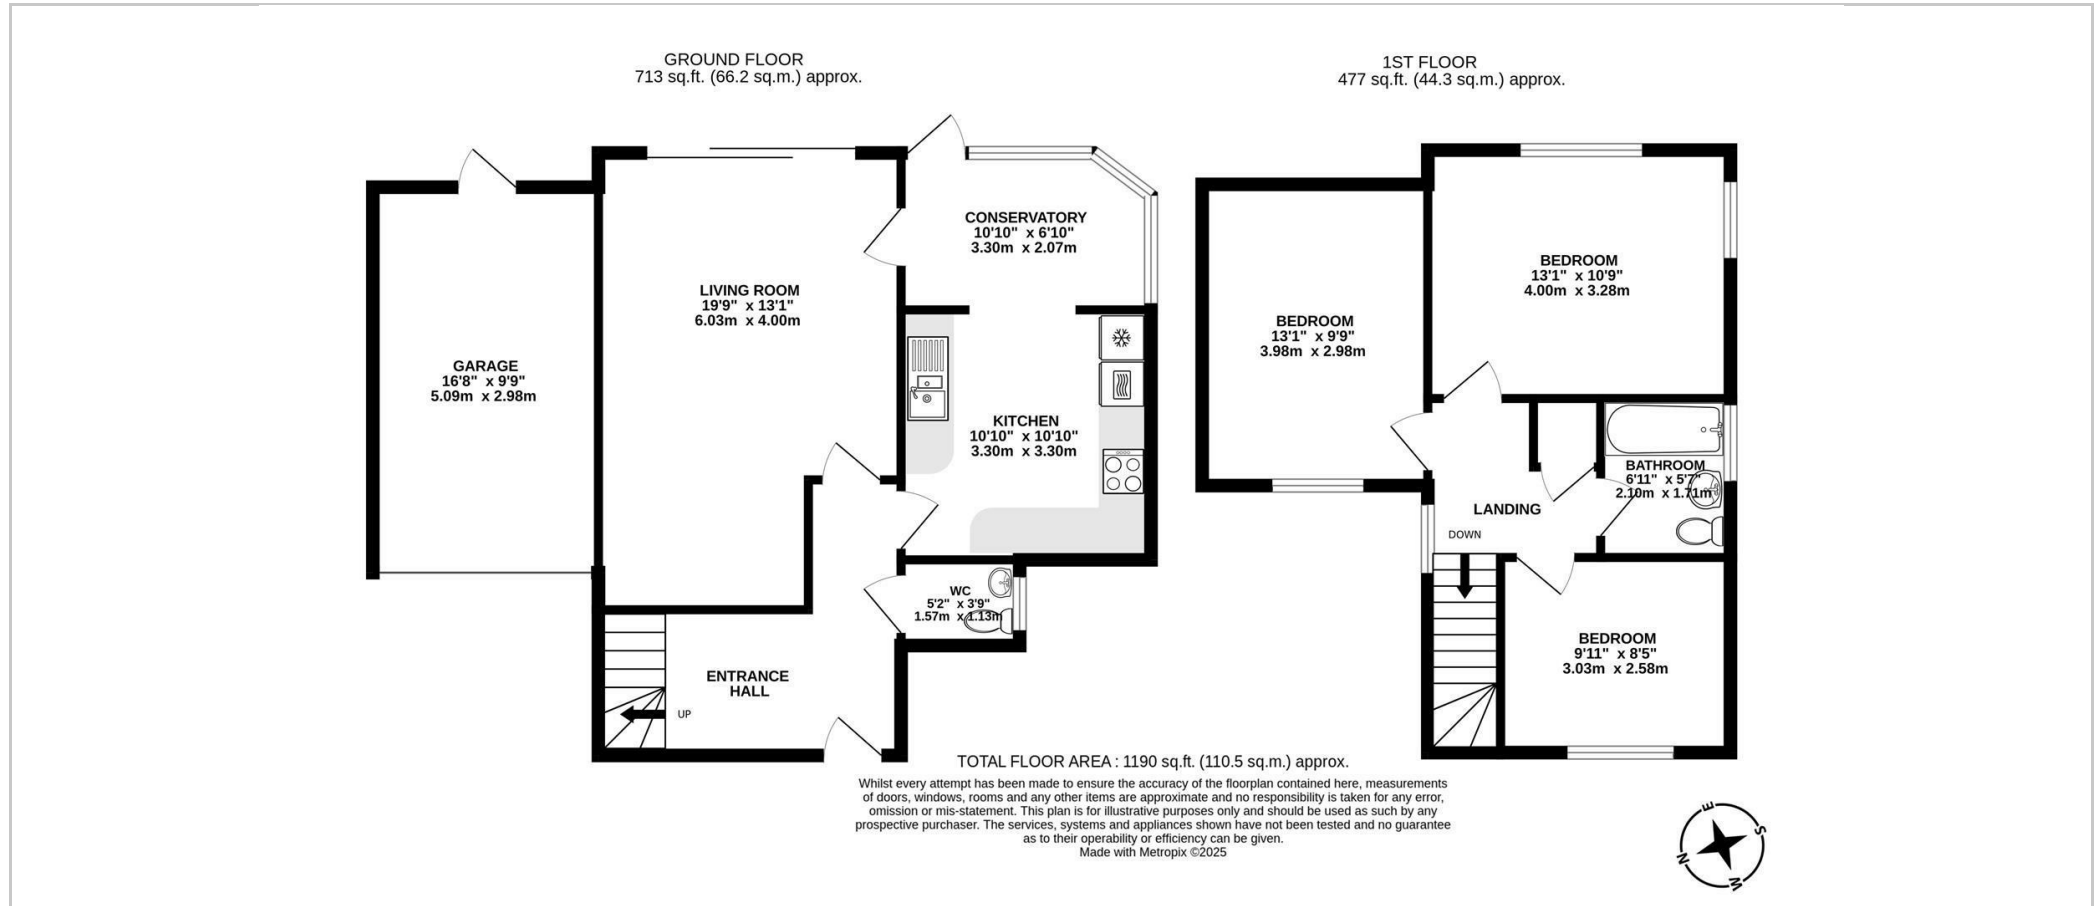 GROUND FLOOR
713 sq.ft. (66.2 sq.m.) approx.
1ST FLOOR
477 sq.ft. (44.3 sq.m.) approx.
CONSERVATORY
10'10" x 6'10"
3.30m x 2.07m
LIVING ROOM
19'9" x 13'1"
6.03m x 4.00m
GARAGE
16'8" x 9'9"
5.09m x 2.98m
KITCHEN
10'10" x 10'10"
3.30m x 3.30m
WC
5'2" x 3'9"
1.57m x 1.13m
ENTRANCE
HALL
UP
BEDROOM
13'1" x 10'9"
4.00m x 3.28m
BEDROOM
13'1" x 9'9"
3.98m x 2.98m
BATHROOM
6'11" x 5'7"
2.10m x 1.71m
LANDING
DOWN
BEDROOM
9'11" x 8'5"
3.03m x 2.58m
TOTAL FLOOR AREA : 1190 sq.ft. (110.5 sq.m.) approx.
Whilst every attempt has been made to ensure the accuracy of the floorplan contained here, measurements
of doors, windows, rooms and any other items are approximate and no responsibility is taken for any error,
omission or mis-statement. This plan is for illustrative purposes only and should be used as such by any
prospective purchaser. The services, systems and appliances shown have not been tested and no guarantee
as to their operability or efficiency can be given.
Made with Metropix ©2025
E
S
N
W